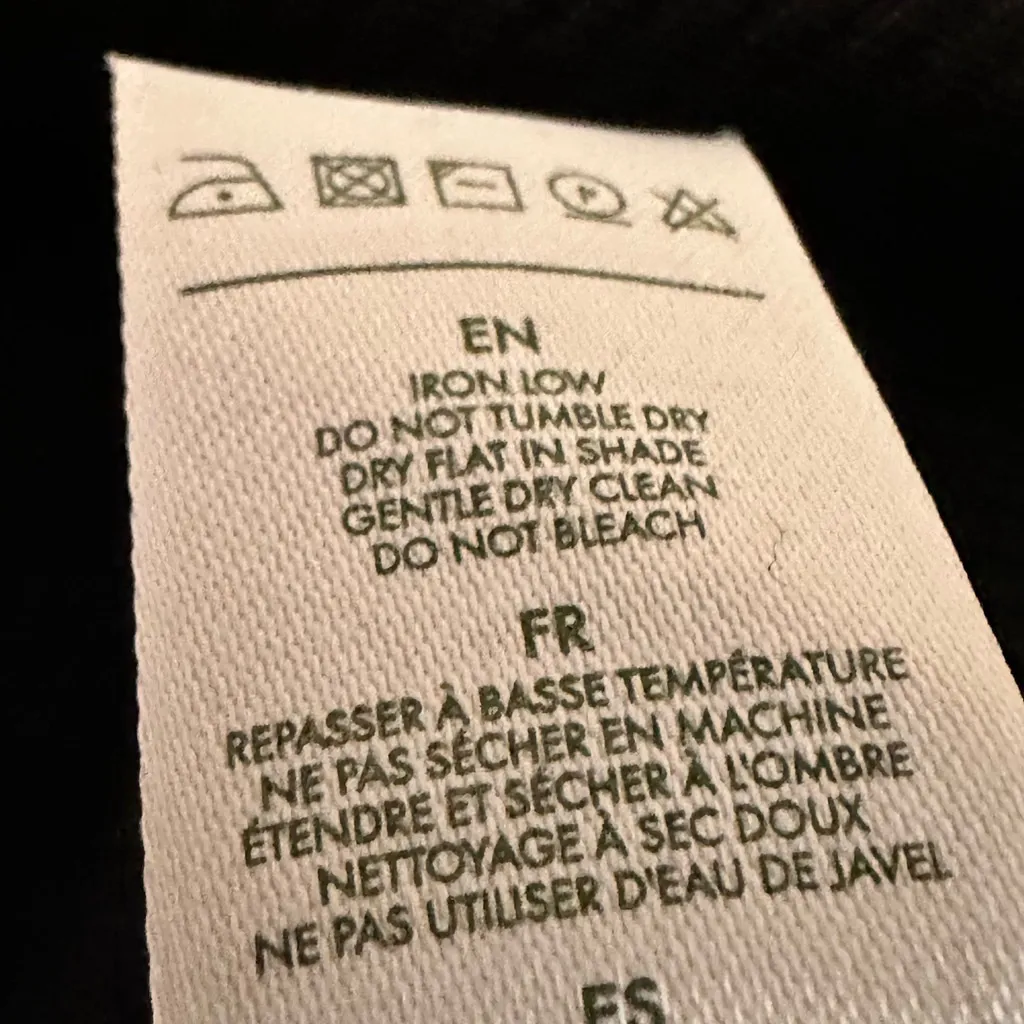 P
EN
IRON LOW
DO NOT TUMBLE DRY
DRY FLAT IN SHADE
GENTLE DRY CLEAN
DO NOT BLEACH
FR
REPASSER À BASSE TEMPÉRATURE
NE PAS SÉCHER EN MACHINE
ÉTENDRE ET SÉCHER À L'OMBRE
NETTOYAGE À SEC DOUX
NE PAS UTILISER D'EAU DE JAVEL
ES